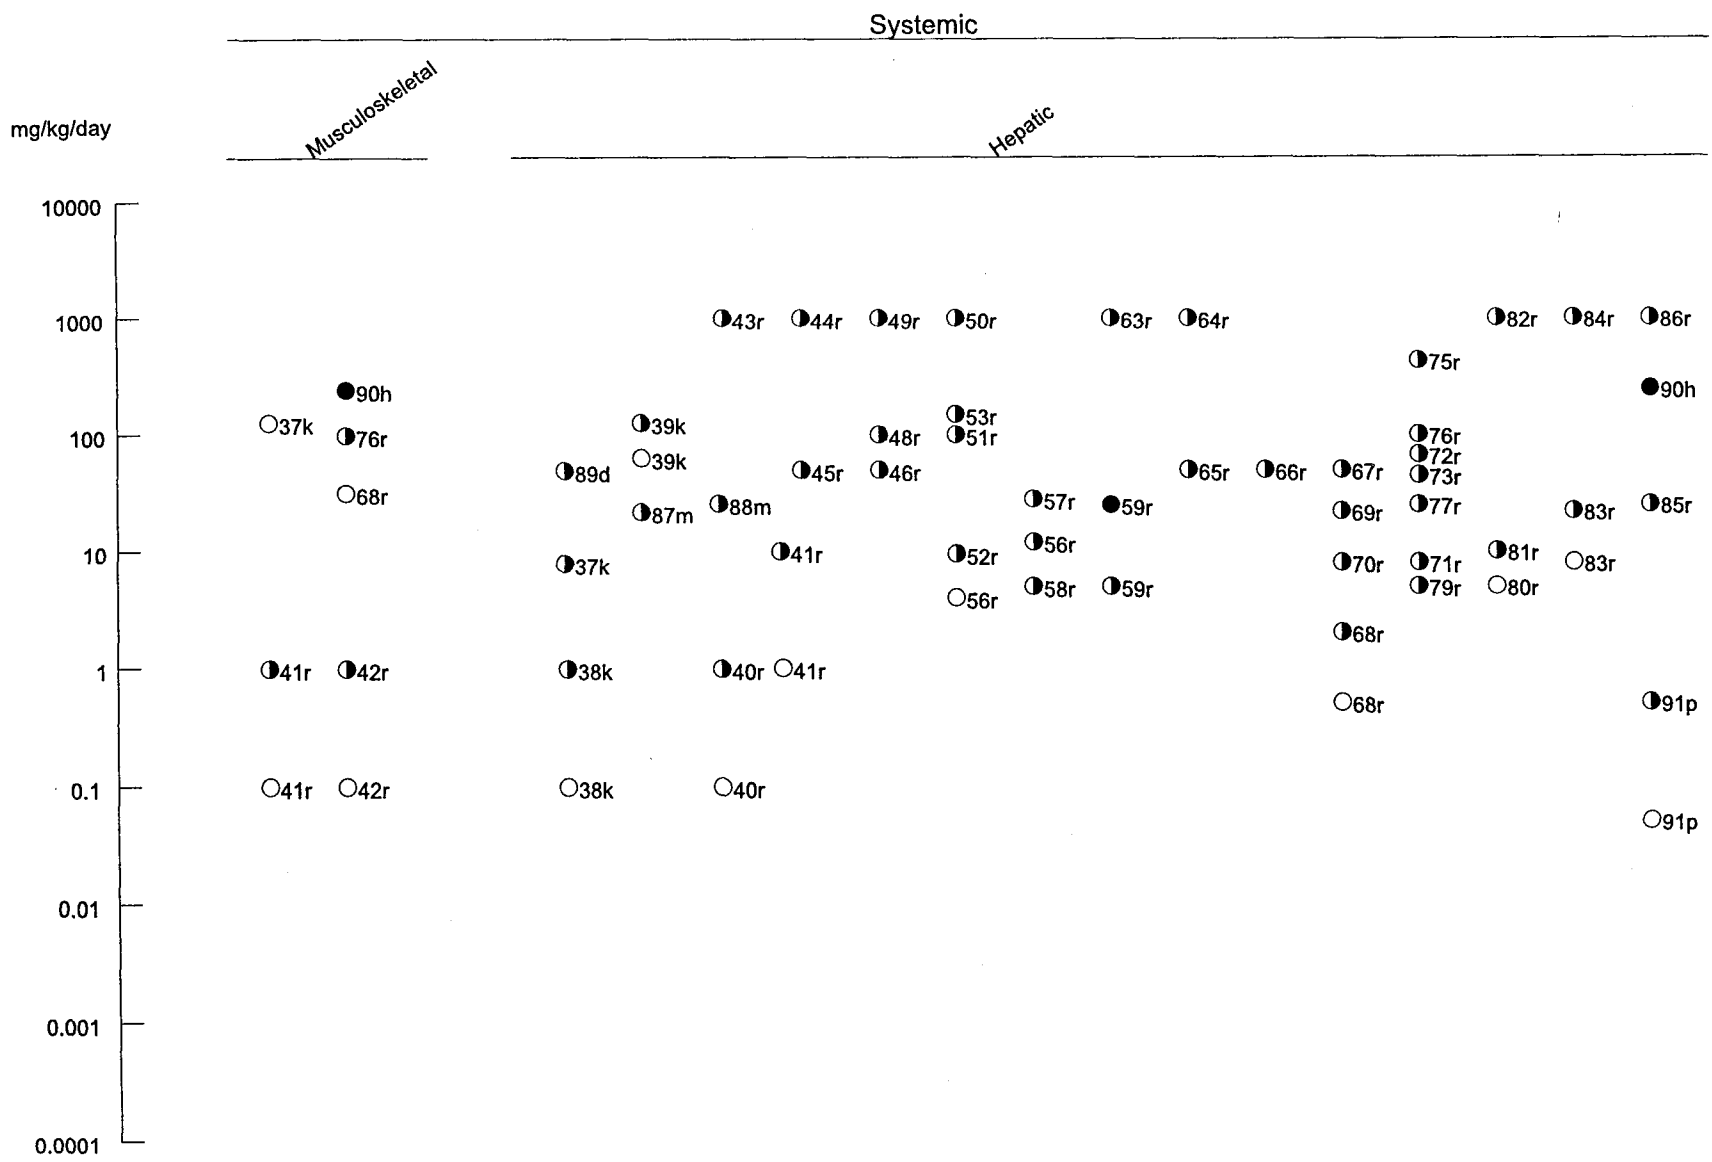 Systemic
mg/kg/day
Musculoskeletal
Hepatic
10000
1000
43r 44r 49r 50r 63r 64r 82r 84r 86r
75r
90h 90h
37k 39k 53r
100
76r 48r 51r 76r
39k 72r
89d 45r 46r 65r 66r 67r 73r
68r 57r
87m 88m 59r 69r 77r 83r 85r
56r
10
41r 52r 81r
37k 70r 71r 83r
58r 59r 79r 80r
56r
68r
1
41r 42r 38k 40r 41r
68r 91p
0.1
41r 42r 38k 40r
91p
0.01
0.001
0.0001